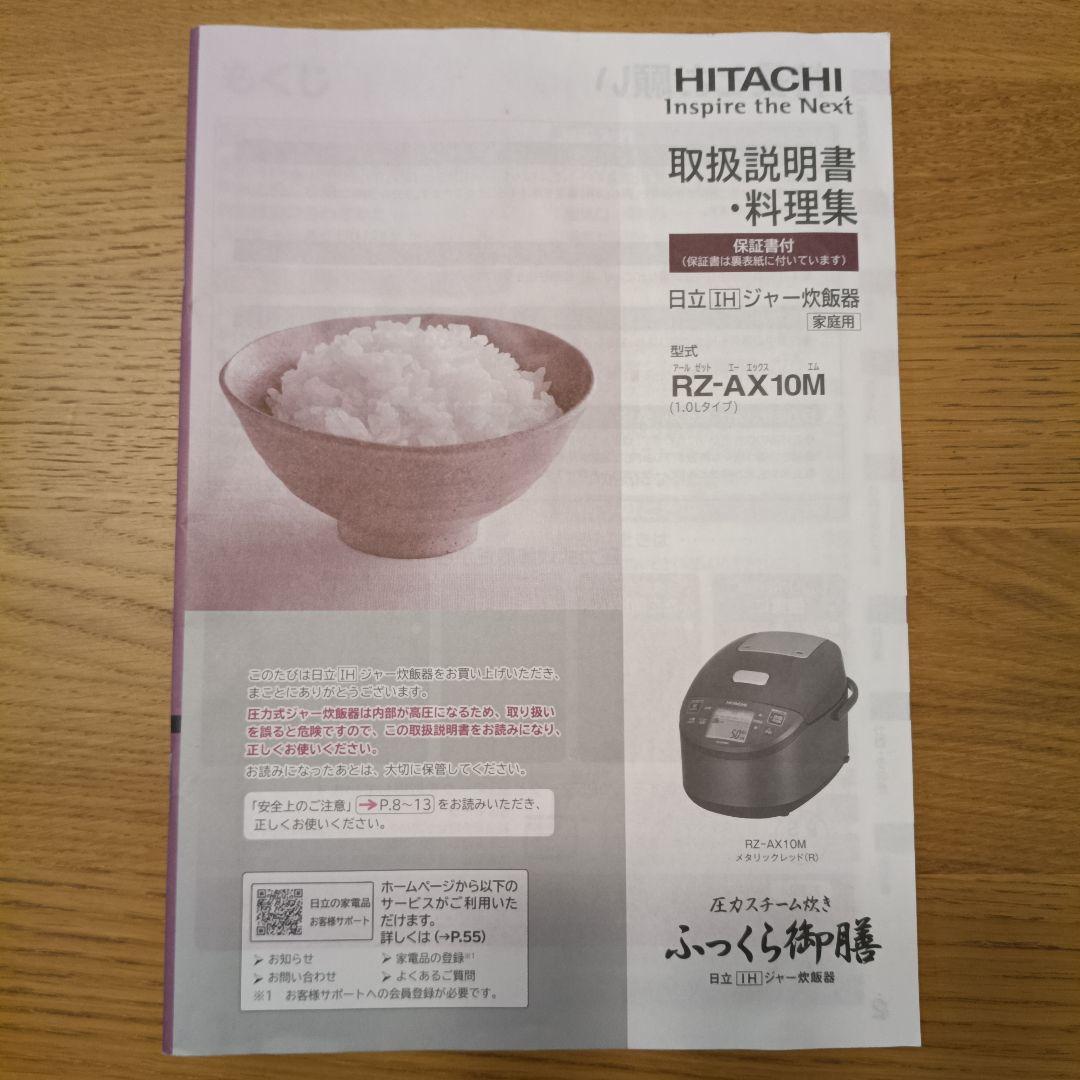 HITACHI
Inspire the Next
取扱説明書
・料理集
保証書付
(保証書は裏表紙に付いています)
日立IHジャー炊飯器
家庭用
型式
アール ゼット エー エックス エム
RZ-AX10M
(1.0Lタイプ)
このたびは日立IHジャー炊飯器をお買い上げいただき、
まことにありがとうございます。
圧力式ジャー炊飯器は内部が高圧になるため、取り扱い
を誤ると危険ですので、この取扱説明書をお読みになり、
正しくお使いください。
お読みになったあとは、大切に保管してください。
「安全上のご注意」→P.8~13をお読みいただき、
正しくお使いください。
日立の家電品
お客様サポート
ホームページから以下の
サービスがご利用いた
だけます。
詳しくは(→P.55)
➢ お知らせ
➢ 家電品の登録※1
➢ お問い合わせ
➢ よくあるご質問
※1 お客様サポートへの会員登録が必要です。
HITACHI
RZ-AX10M
メタリックレッド(R)
圧力スチーム炊き
ふっくら御膳
日立IHジャー炊飯器